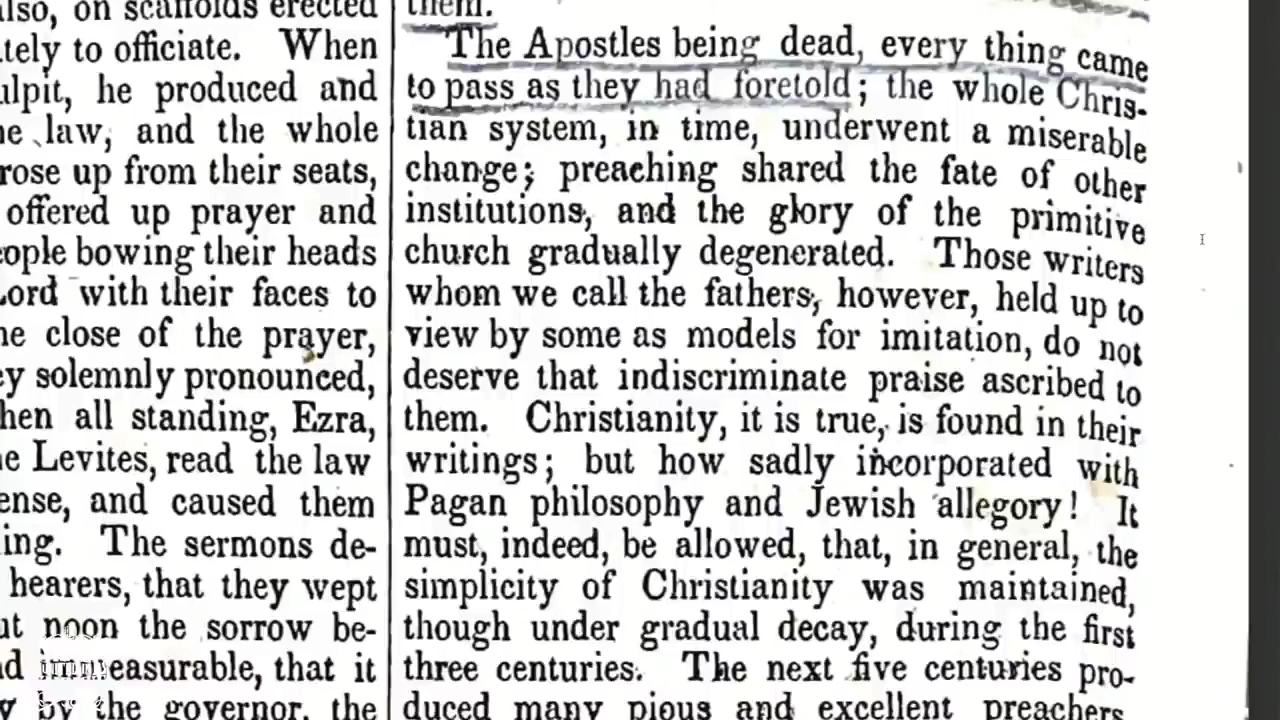 also, on scaffolds erected
tely to officiate. When
ulpit, he produced and
he law, and the whole
rose up from their seats,
offered up prayer and
eople bowing their heads
Lord with their faces to
he close of the prayer,
ey solemnly pronounced,
hen all standing, Ezra,
he Levites, read the law
ense, and caused them
ing. The sermons de-
hearers, that they wept
ut noon the sorrow be-
d immeasurable, that it
y by the governor, the
them.
The Apostles being dead, every thing came
to pass as they had foretold; the whole Chris-
tian system, in time, underwent a miserable
change; preaching shared the fate of other
institutions, and the glory of the primitive
church gradually degenerated. Those writers
whom we call the fathers, however, held up to
view by some as models for imitation, do not
deserve that indiscriminate praise ascribed to
them. Christianity, it is true, is found in their
writings; but how sadly incorporated with
Pagan philosophy and Jewish allegory! It
must, indeed, be allowed, that, in general, the
simplicity of Christianity was maintained,
though under gradual decay, during the first
three centuries. The next five centuries pro-
duced many pious and excellent preachers